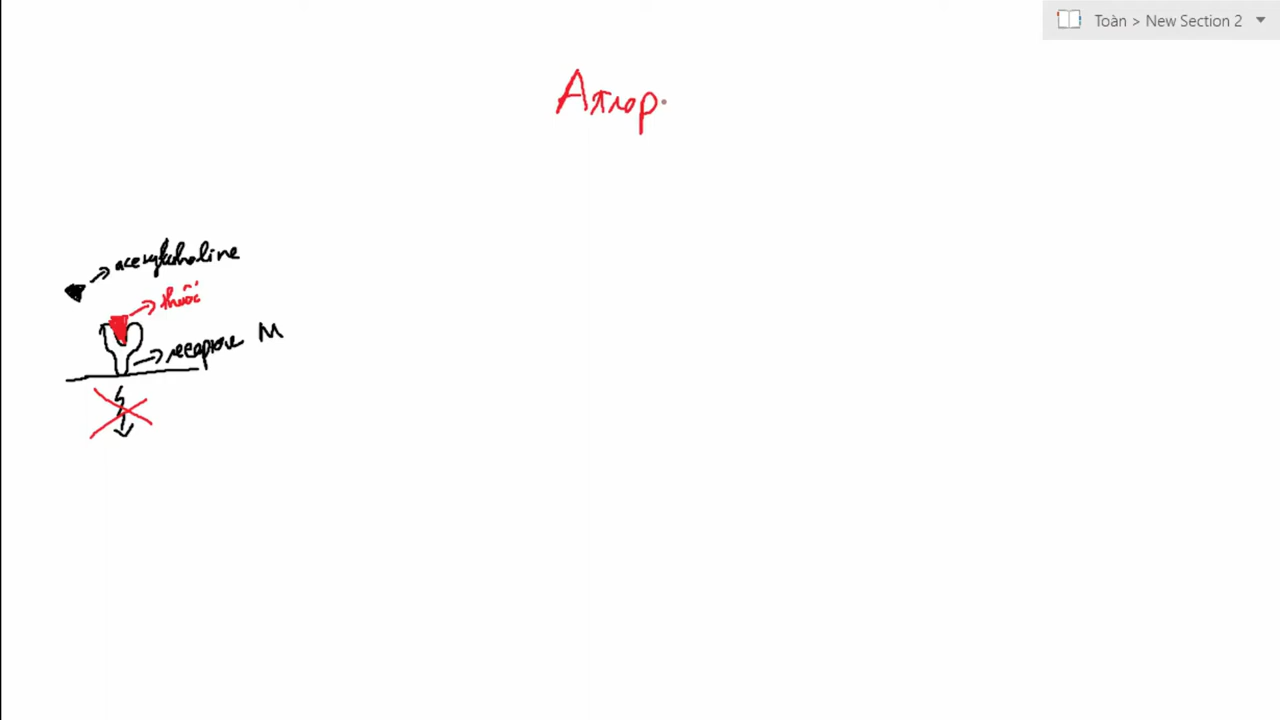 Toàn > New Section 2
Atrop
acetylcholine
thuốc
receptor M